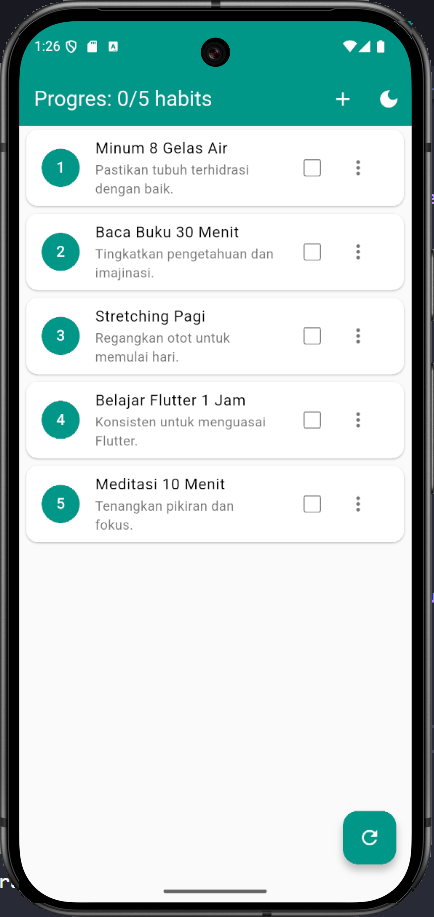 1:26
Progres: 0/5 habits
1
Minum 8 Gelas Air
Pastikan tubuh terhidrasi
dengan baik.
2
Baca Buku 30 Menit
Tingkatkan pengetahuan dan
imajinasi.
3
Stretching Pagi
Regangkan otot untuk
memulai hari.
4
Belajar Flutter 1 Jam
Konsisten untuk menguasai
Flutter.
5
Meditasi 10 Menit
Tenangkan pikiran dan
fokus.